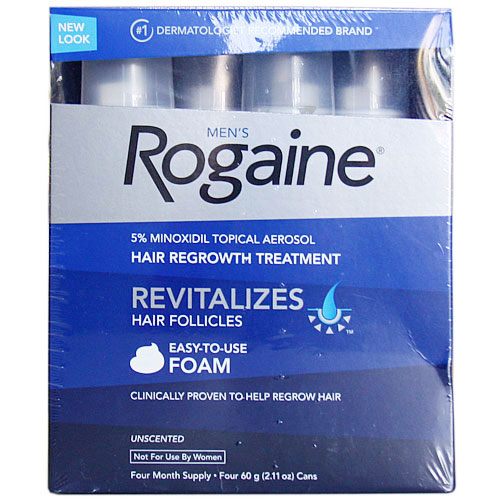 NEW
LOOK
#1 DERMATOLOGIST RECOMMENDED BRAND
MEN'S
Rogaine®
5% MINOXIDIL TOPICAL AEROSOL
HAIR REGROWTH TREATMENT
REVITALIZES
HAIR FOLLICLES
TM
EASY-TO-USE
FOAM
CLINICALLY PROVEN TO HELP REGROW HAIR
UNSCENTED
Not For Use By Women
Four Month Supply • Four 60 g (2.11 oz) Cans